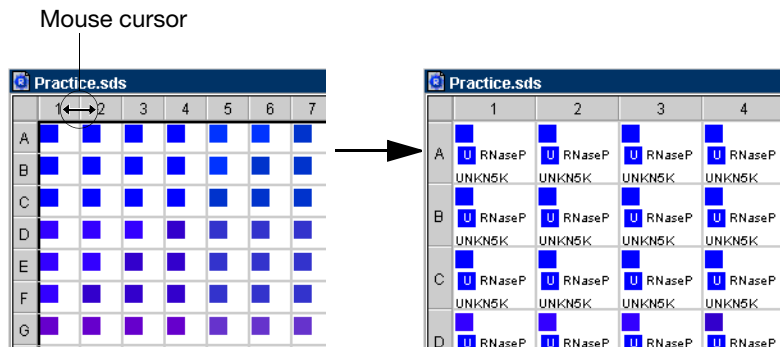 Mouse cursor
Practice.sds
1 2 3 4 5 6 7
A
B
C
D
E
F
G
Practice.sds
1 2 3 4
A
U RNaseP U RNaseP U RNaseP U RNaseP
UNKN5K UNKN5K UNKN5K UNKN5K
B
U RNaseP U RNaseP U RNaseP U RNaseP
UNKN5K UNKN5K UNKN5K UNKN5K
C
U RNaseP U RNaseP U RNaseP U RNaseP
UNKN5K UNKN5K UNKN5K UNKN5K
D
U RNaseP U RNaseP U RNaseP U RNaseP